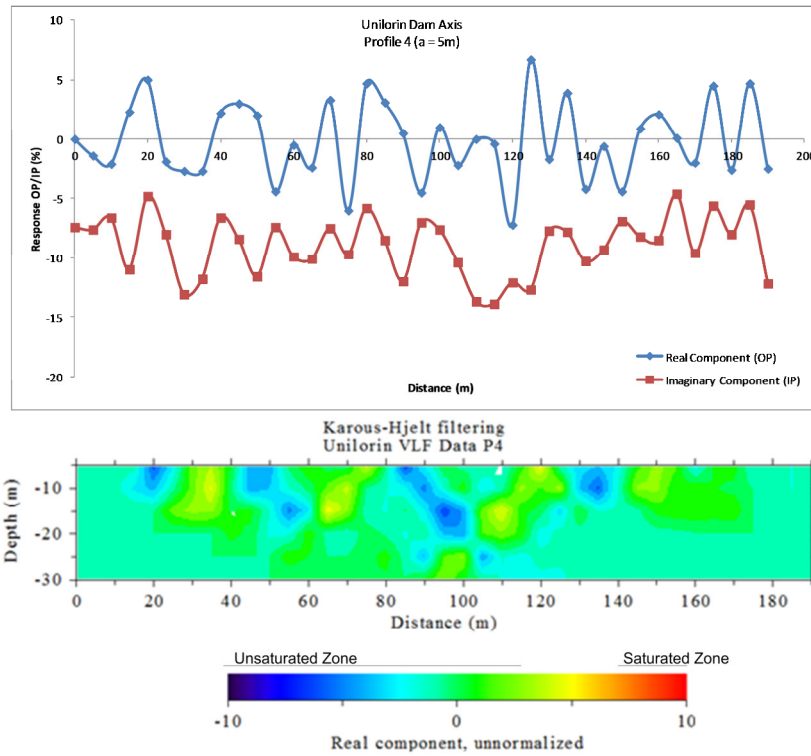 Unilorin Dam Axis
Profile 4 (a = 5m)
Response OP/IP (%)
10
5
0
-5
-10
-15
-20
0
20
40
60
80
100
120
140
160
180
200
Real Component (OP)
Imaginary Component (IP)
Distance (m)
Karous-Hjelt filtering
Unilorin VLF Data P4
Depth (m)
-10
-20
-30
0 20 40 60 80 100 120 140 160 180
Distance (m)
Unsaturated Zone Saturated Zone
-10 0 10
Real component, unnormalized